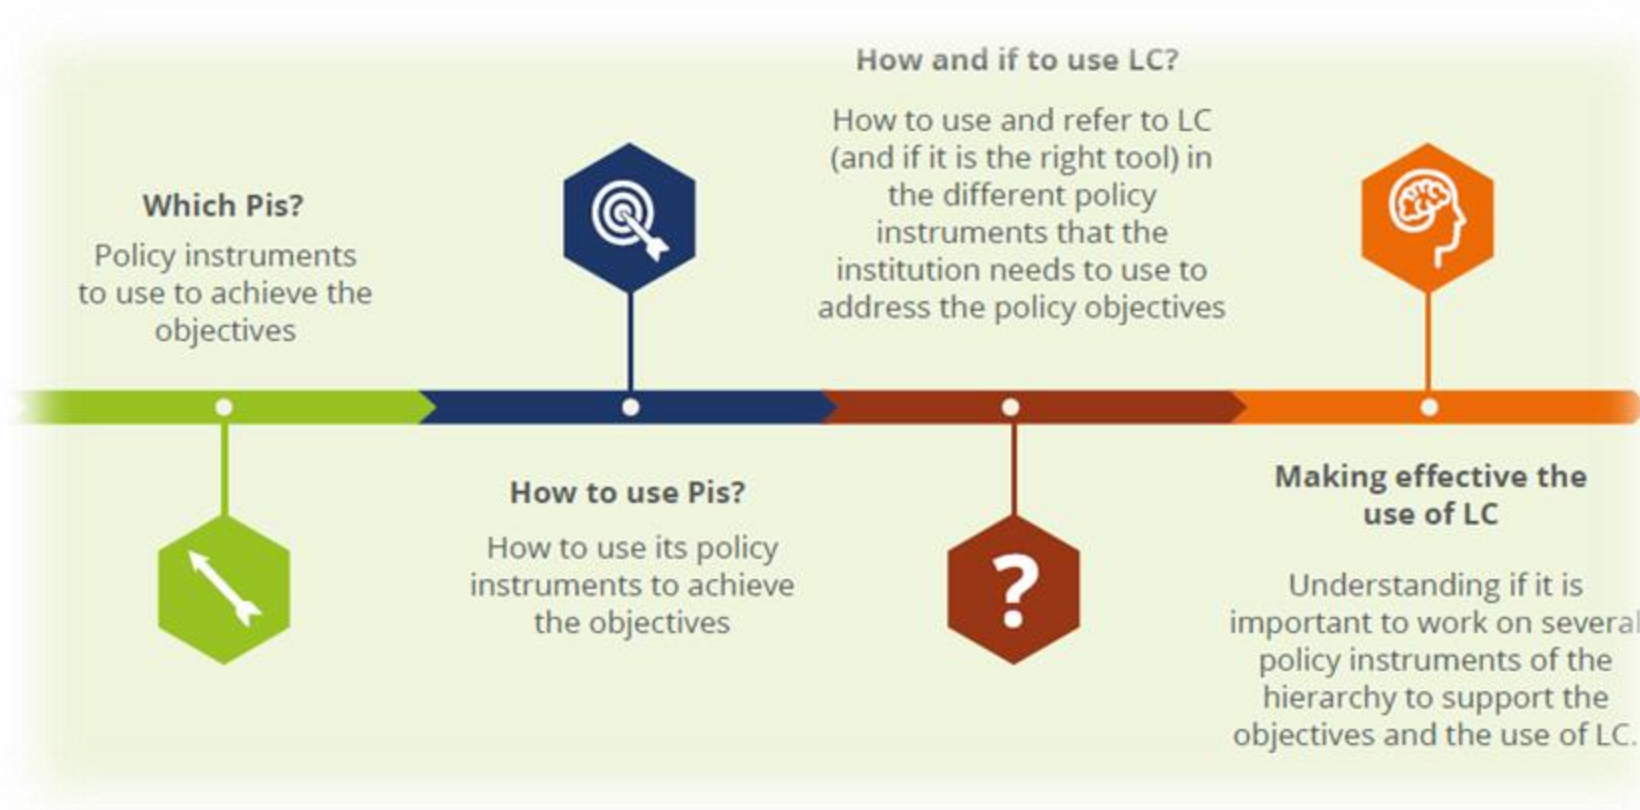 Which Pis?
Policy instruments
to use to achieve the
objectives
How to use Pis?
How to use its policy
instruments to achieve
the objectives
How and if to use LC?
How to use and refer to LC
(and if it is the right tool) in
the different policy
instruments that the
institution needs to use to
address the policy objectives
?
Making effective the
use of LC
Understanding if it is
important to work on several
policy instruments of the
hierarchy to support the
objectives and the use of LC.